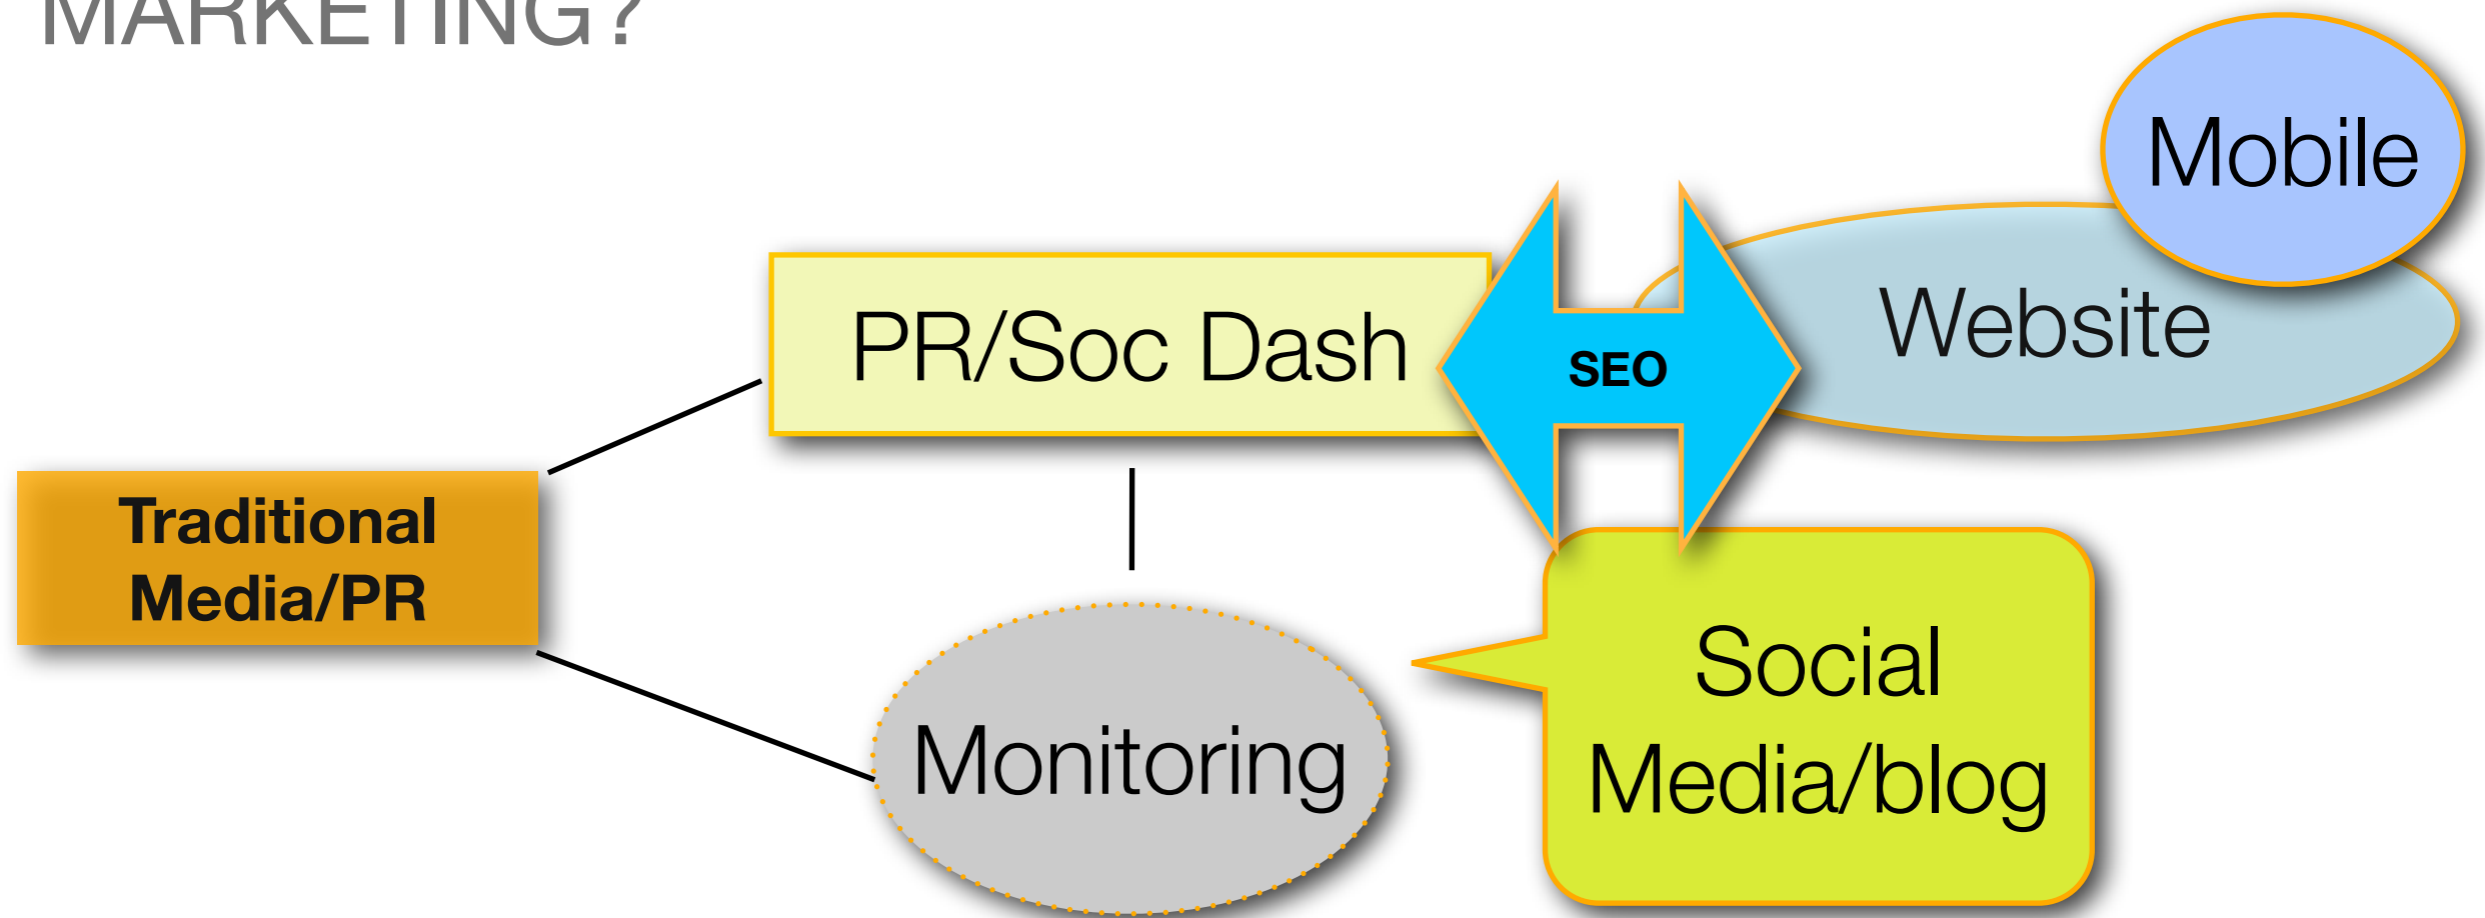 MARKETING?
Mobile
Website
PR/Soc Dash
SEO
Traditional
Media/PR
Social
Media/blog
Monitoring